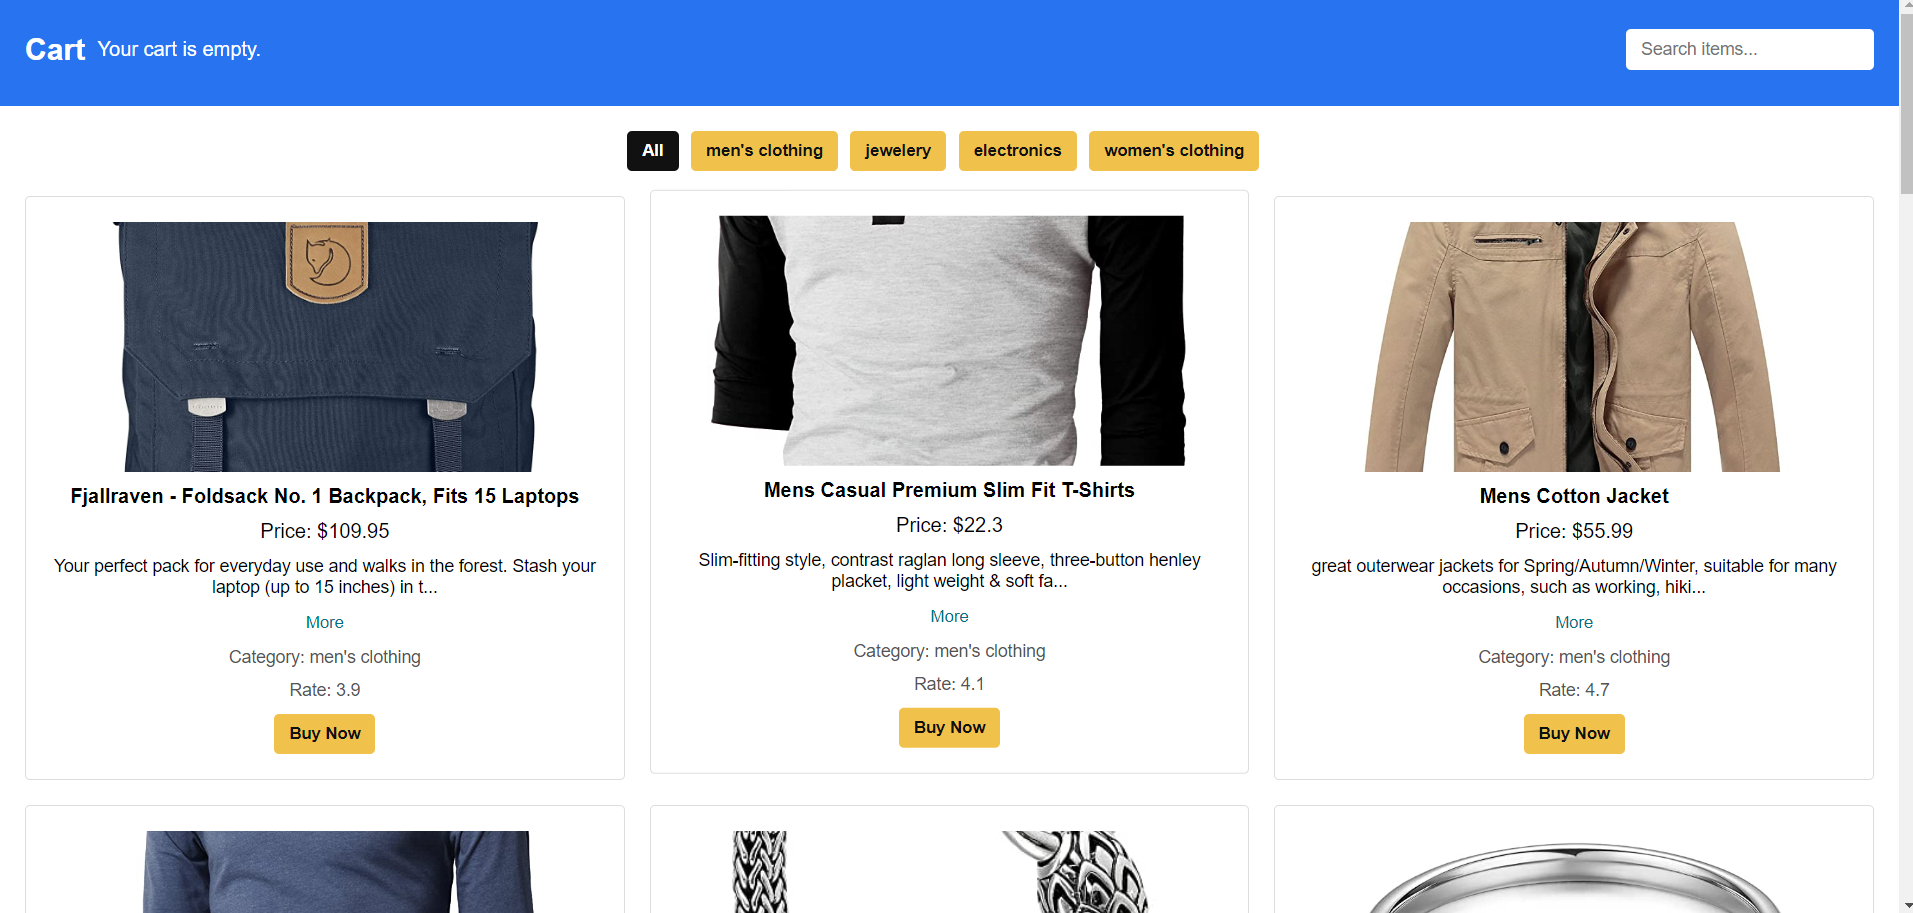 Cart Your cart is empty.
Search items...
All men's clothing jewelery electronics women's clothing
Fjallraven - Foldsack No. 1 Backpack, Fits 15 Laptops
Price: $109.95
Your perfect pack for everyday use and walks in the forest. Stash your
laptop (up to 15 inches) in t...
More
Category: men's clothing
Rate: 3.9
Buy Now
Mens Casual Premium Slim Fit T-Shirts
Price: $22.3
Slim-fitting style, contrast raglan long sleeve, three-button henley
placket, light weight & soft fa...
More
Category: men's clothing
Rate: 4.1
Buy Now
Mens Cotton Jacket
Price: $55.99
great outerwear jackets for Spring/Autumn/Winter, suitable for many
occasions, such as working, hiki...
More
Category: men's clothing
Rate: 4.7
Buy Now